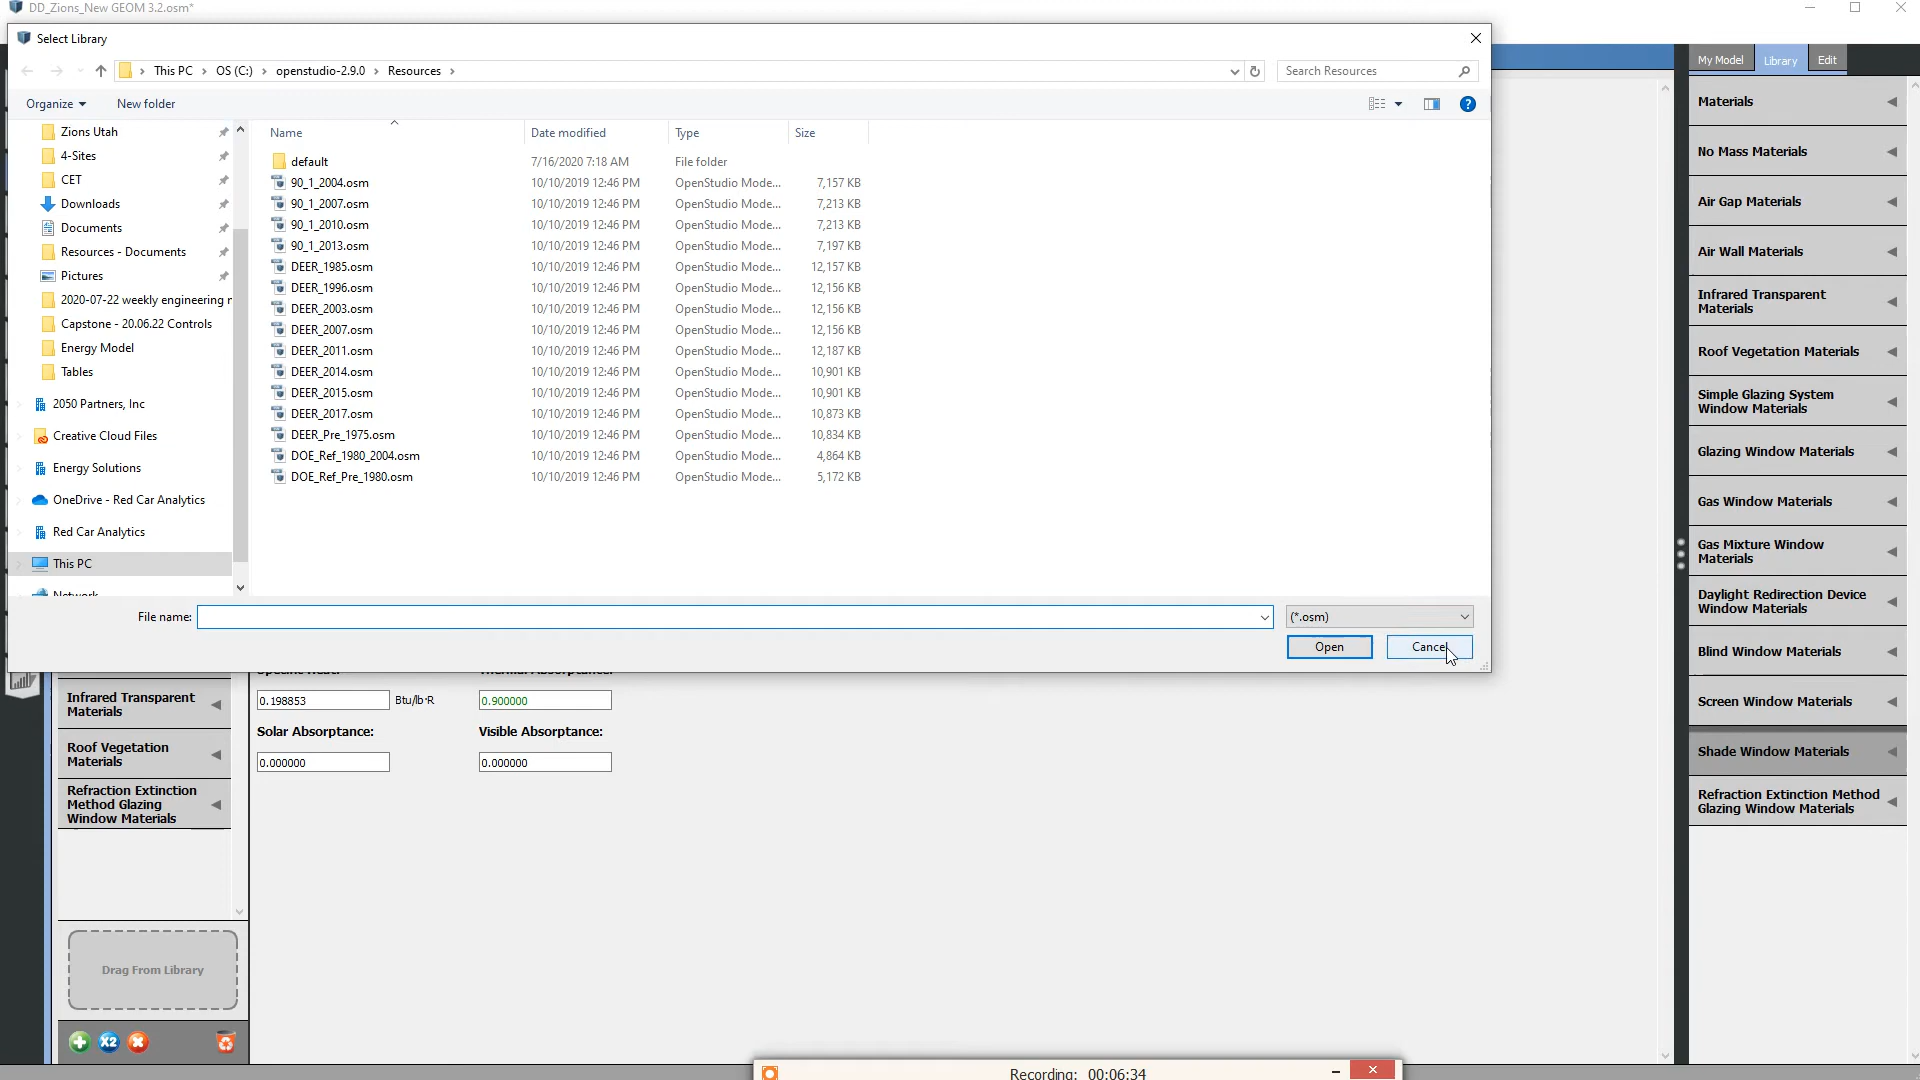 DD_Zions_New GEOM 3.2.osm*
Select Library
This PC › OS (C:) › openstudio-2.9.0 › Resources ›
Search Resources
Organize
New folder
Name Date modified Type Size
Zions Utah
4-Sites
CET
Downloads
Documents
Resources - Documents
Pictures
2020-07-22 weekly engineering
Capstone - 20.06.22 Controls
Energy Model
Tables
2050 Partners, Inc
Creative Cloud Files
Energy Solutions
OneDrive - Red Car Analytics
Red Car Analytics
This PC
Network
default 7/16/2020 7:18 AM File folder
90_1_2004.osm 10/10/2019 12:46 PM OpenStudio Mode... 7,157 KB
90_1_2007.osm 10/10/2019 12:46 PM OpenStudio Mode... 7,213 KB
90_1_2010.osm 10/10/2019 12:46 PM OpenStudio Mode... 7,213 KB
90_1_2013.osm 10/10/2019 12:46 PM OpenStudio Mode... 7,197 KB
DEER_1985.osm 10/10/2019 12:46 PM OpenStudio Mode... 12,157 KB
DEER_1996.osm 10/10/2019 12:46 PM OpenStudio Mode... 12,156 KB
DEER_2003.osm 10/10/2019 12:46 PM OpenStudio Mode... 12,156 KB
DEER_2007.osm 10/10/2019 12:46 PM OpenStudio Mode... 12,156 KB
DEER_2011.osm 10/10/2019 12:46 PM OpenStudio Mode... 12,187 KB
DEER_2014.osm 10/10/2019 12:46 PM OpenStudio Mode... 10,901 KB
DEER_2015.osm 10/10/2019 12:46 PM OpenStudio Mode... 10,901 KB
DEER_2017.osm 10/10/2019 12:46 PM OpenStudio Mode... 10,873 KB
DEER_Pre_1975.osm 10/10/2019 12:46 PM OpenStudio Mode... 10,834 KB
DOE_Ref_1980_2004.osm 10/10/2019 12:46 PM OpenStudio Mode... 4,864 KB
DOE_Ref_Pre_1980.osm 10/10/2019 12:46 PM OpenStudio Mode... 5,172 KB
File name:
(*.osm)
Open
Cancel
Specific Heat:
Thermal Absorptance:
0.198853 Btu/lb·R
0.900000
Solar Absorptance:
Visible Absorptance:
0.000000
0.000000
Infrared Transparent
Materials
Roof Vegetation
Materials
Refraction Extinction
Method Glazing
Window Materials
Drag From Library
X2
My Model
Library
Edit
Materials
No Mass Materials
Air Gap Materials
Air Wall Materials
Infrared Transparent
Materials
Roof Vegetation Materials
Simple Glazing System
Window Materials
Glazing Window Materials
Gas Window Materials
Gas Mixture Window
Materials
Daylight Redirection Device
Window Materials
Blind Window Materials
Screen Window Materials
Shade Window Materials
Refraction Extinction Method
Glazing Window Materials
Recording: 00:06:34